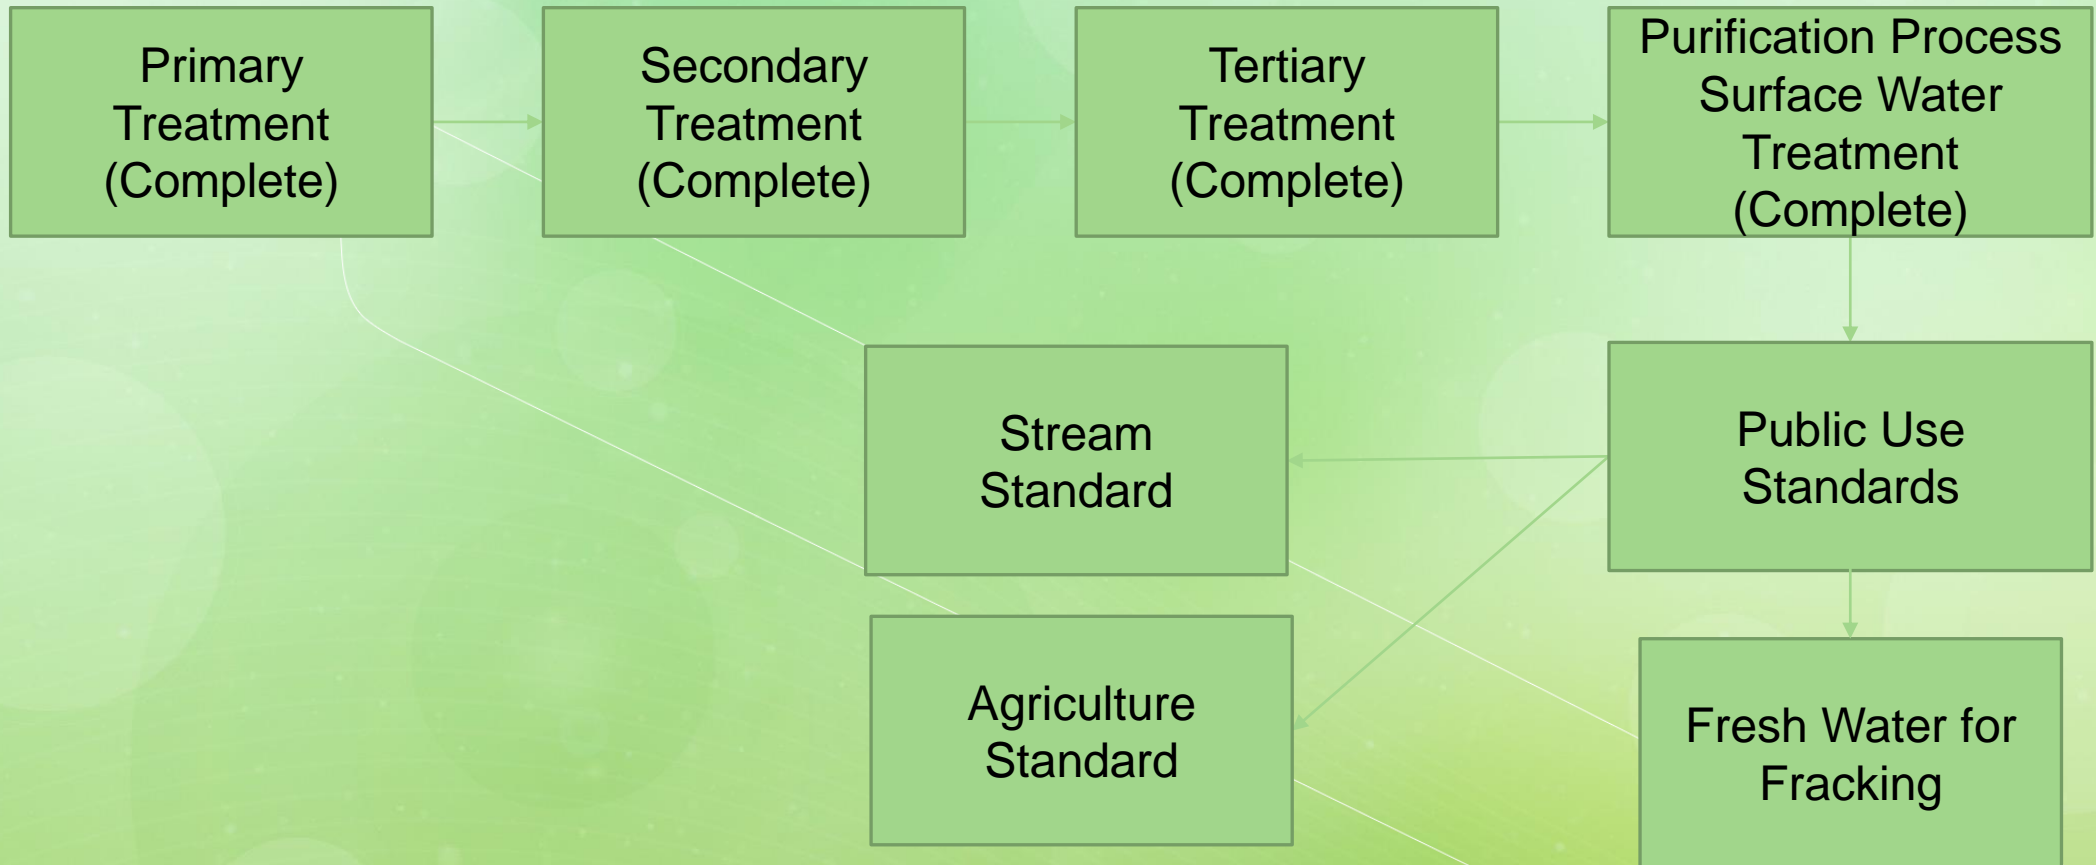 Primary
Treatment
(Complete)
Secondary
Treatment
(Complete)
Tertiary
Treatment
(Complete)
Purification Process
Surface Water
Treatment
(Complete)
Stream
Standard
Public Use
Standards
Agriculture
Standard
Fresh Water for
Fracking